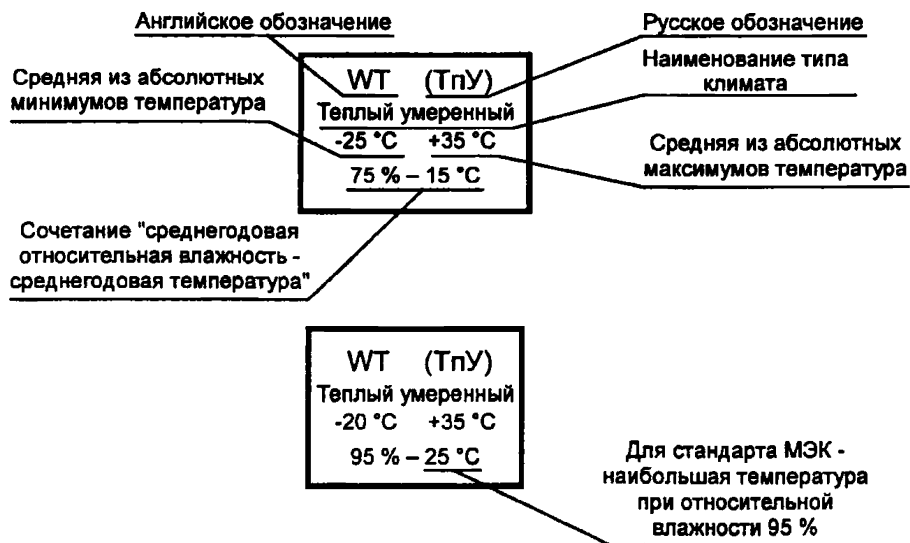 Английское обозначение
Русское обозначение
Средняя из абсолютных
минимумов температура
WT (ТпУ)
Теплый умеренный
-25 °C +35 °C
75 % – 15 °C
Наименование типа
климата
Средняя из абсолютных
максимумов температура
Сочетание "среднегодовая
относительная влажность -
среднегодовая температура"
WT (ТпУ)
Теплый умеренный
-20 °C +35 °C
95 % – 25 °C
Для стандарта МЭК -
наибольшая температура
при относительной
влажности 95 %